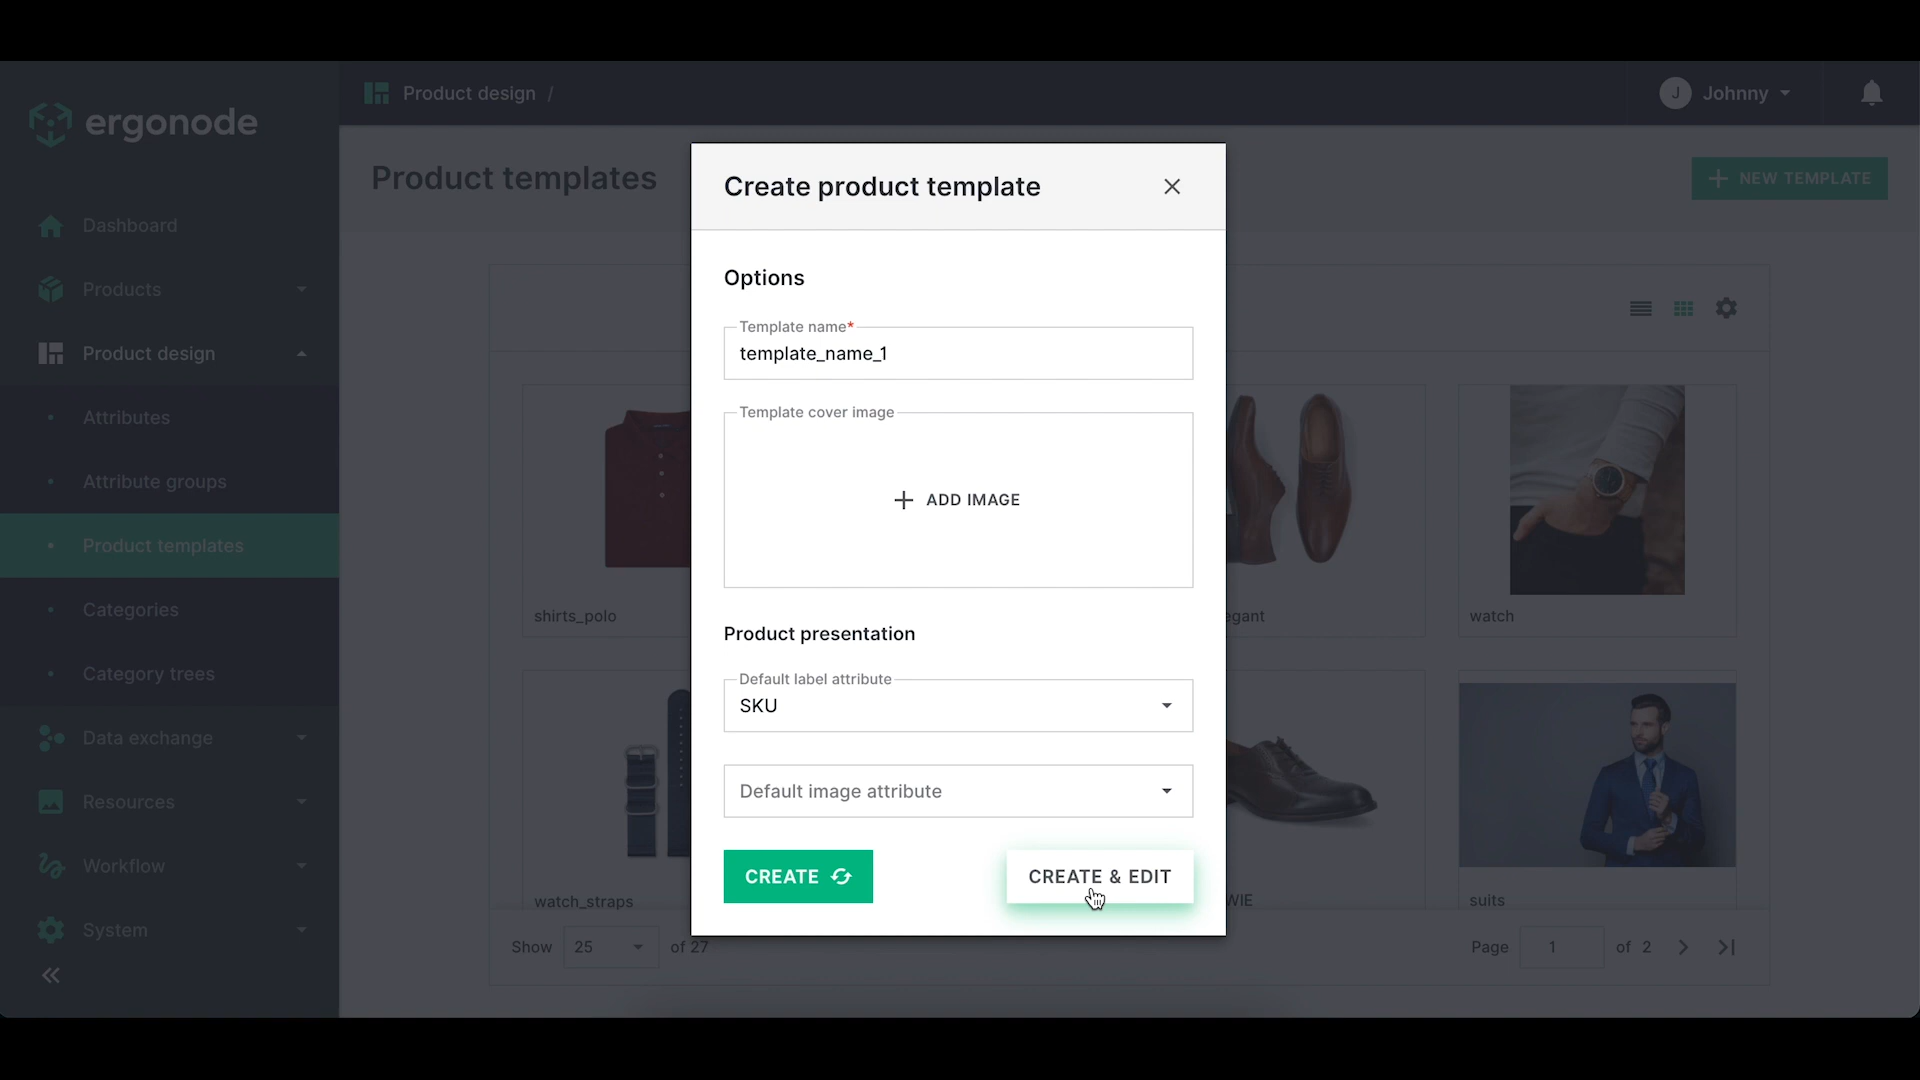 ergonode
Dashboard
Products
Product design
Attributes
Attribute groups
Product templates
Categories
Category trees
Data exchange
Resources
Workflow
System
Product design /
J Johnny
Product templates
+ NEW TEMPLATE
Create product template
Options
Template name*
template_name_1
Template cover image
+ ADD IMAGE
Product presentation
Default label attribute
SKU
Default image attribute
CREATE
CREATE & EDIT
shirts_polo
egant
watch
watch_straps
WIE
suits
Show 25 of 27
Page 1 of 2